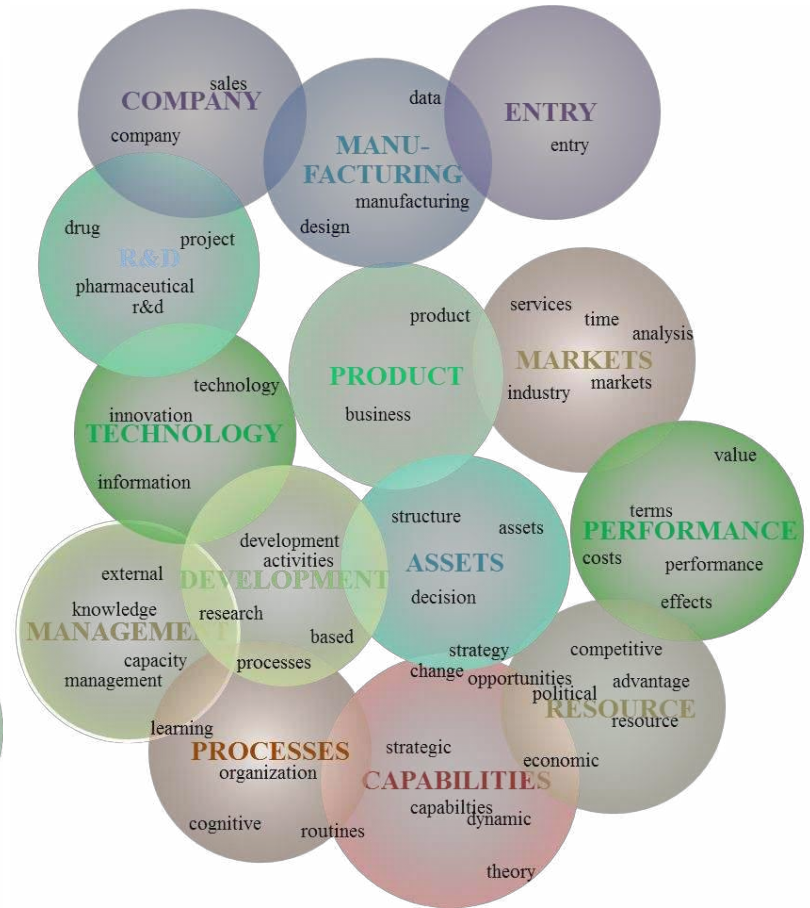 sales
COMPANY
company
data
MANU-
FACTURING
manufacturing
design
ENTRY
entry
drug
project
R&D
pharmaceutical
r&d
product
PRODUCT
business
services
time
analysis
MARKETS
markets
industry
technology
innovation
TECHNOLOGY
information
value
terms
PERFORMANCE
costs
performance
effects
structure
assets
ASSETS
decision
development
activities
DEVELOPMENT
research
based
processes
external
knowledge
MANAGEMENT
capacity
management
learning
PROCESSES
organization
cognitive
routines
strategy
change
opportunities
strategic
CAPABILITIES
capabilties
dynamic
theory
competitive
political
advantage
RESOURCE
resource
economic